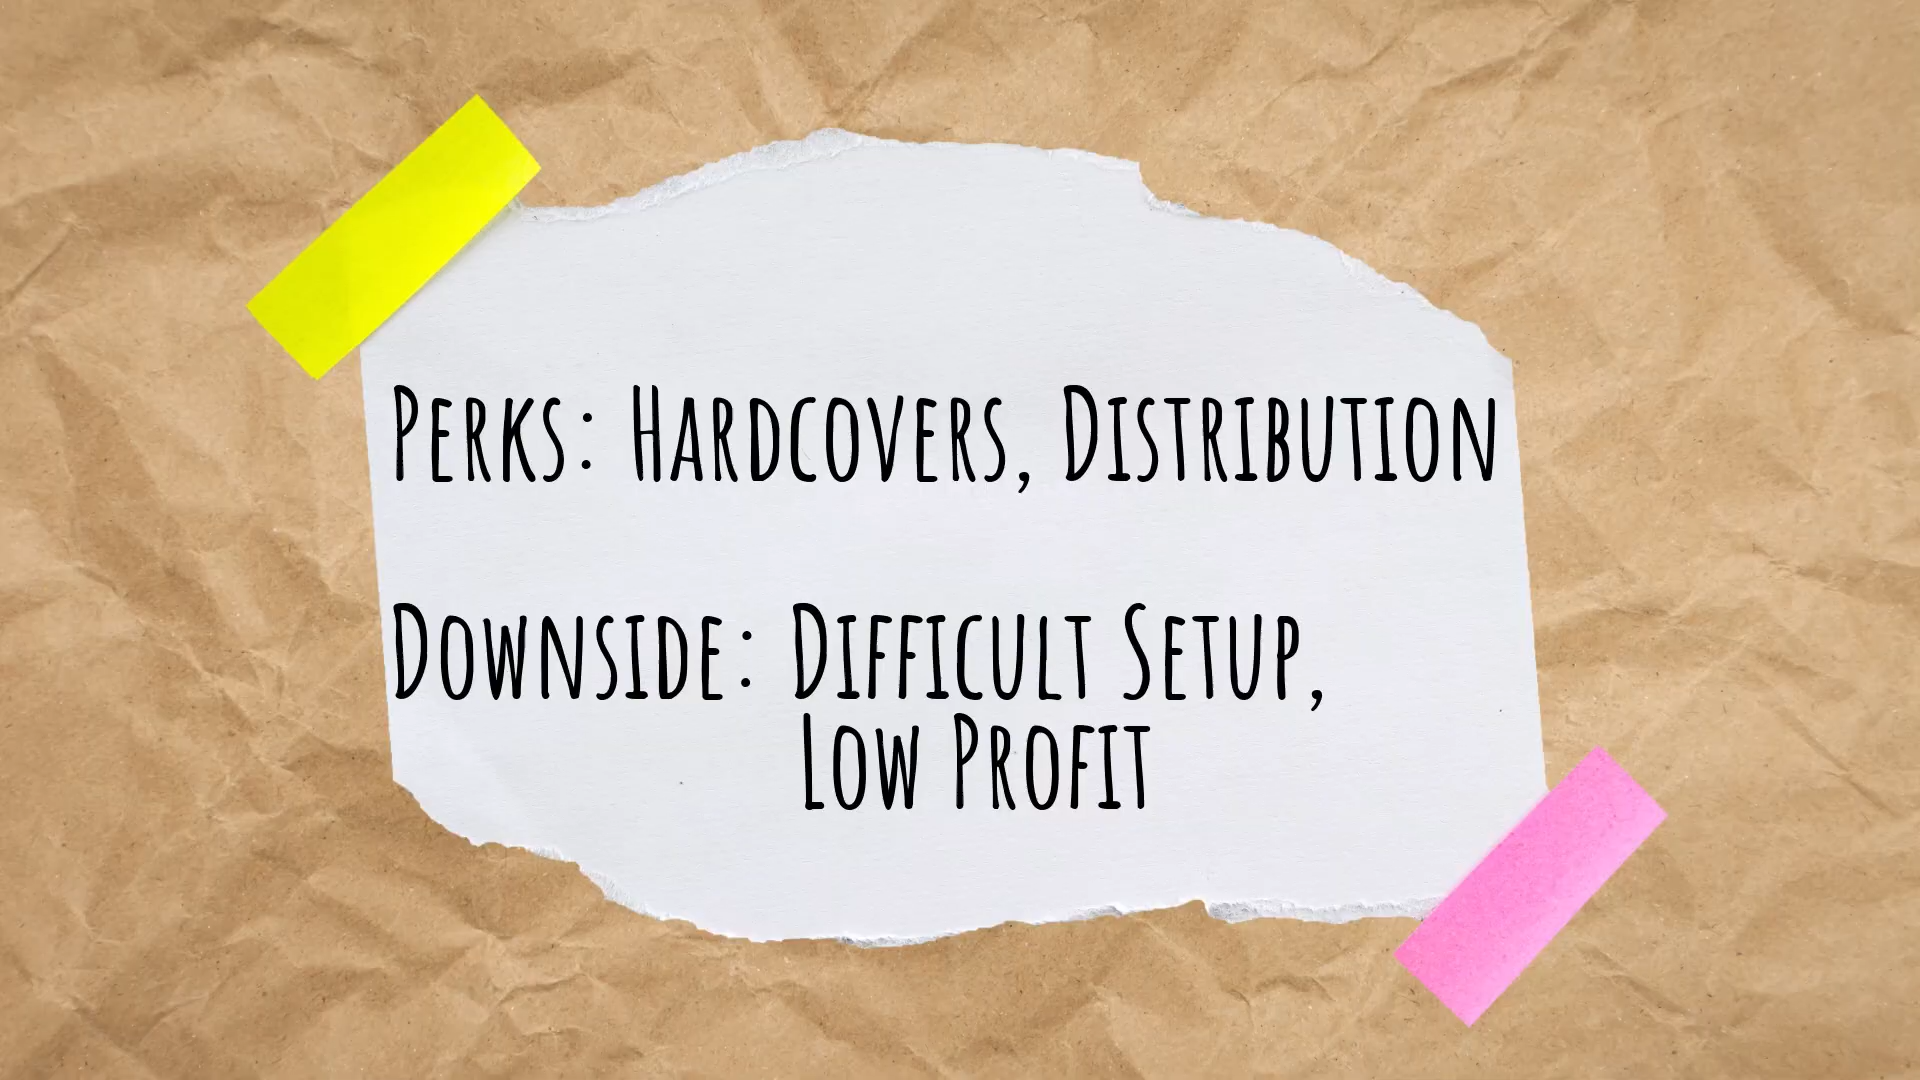 Perks: Hardcovers, Distribution
Downside: Difficult Setup,
Low Profit